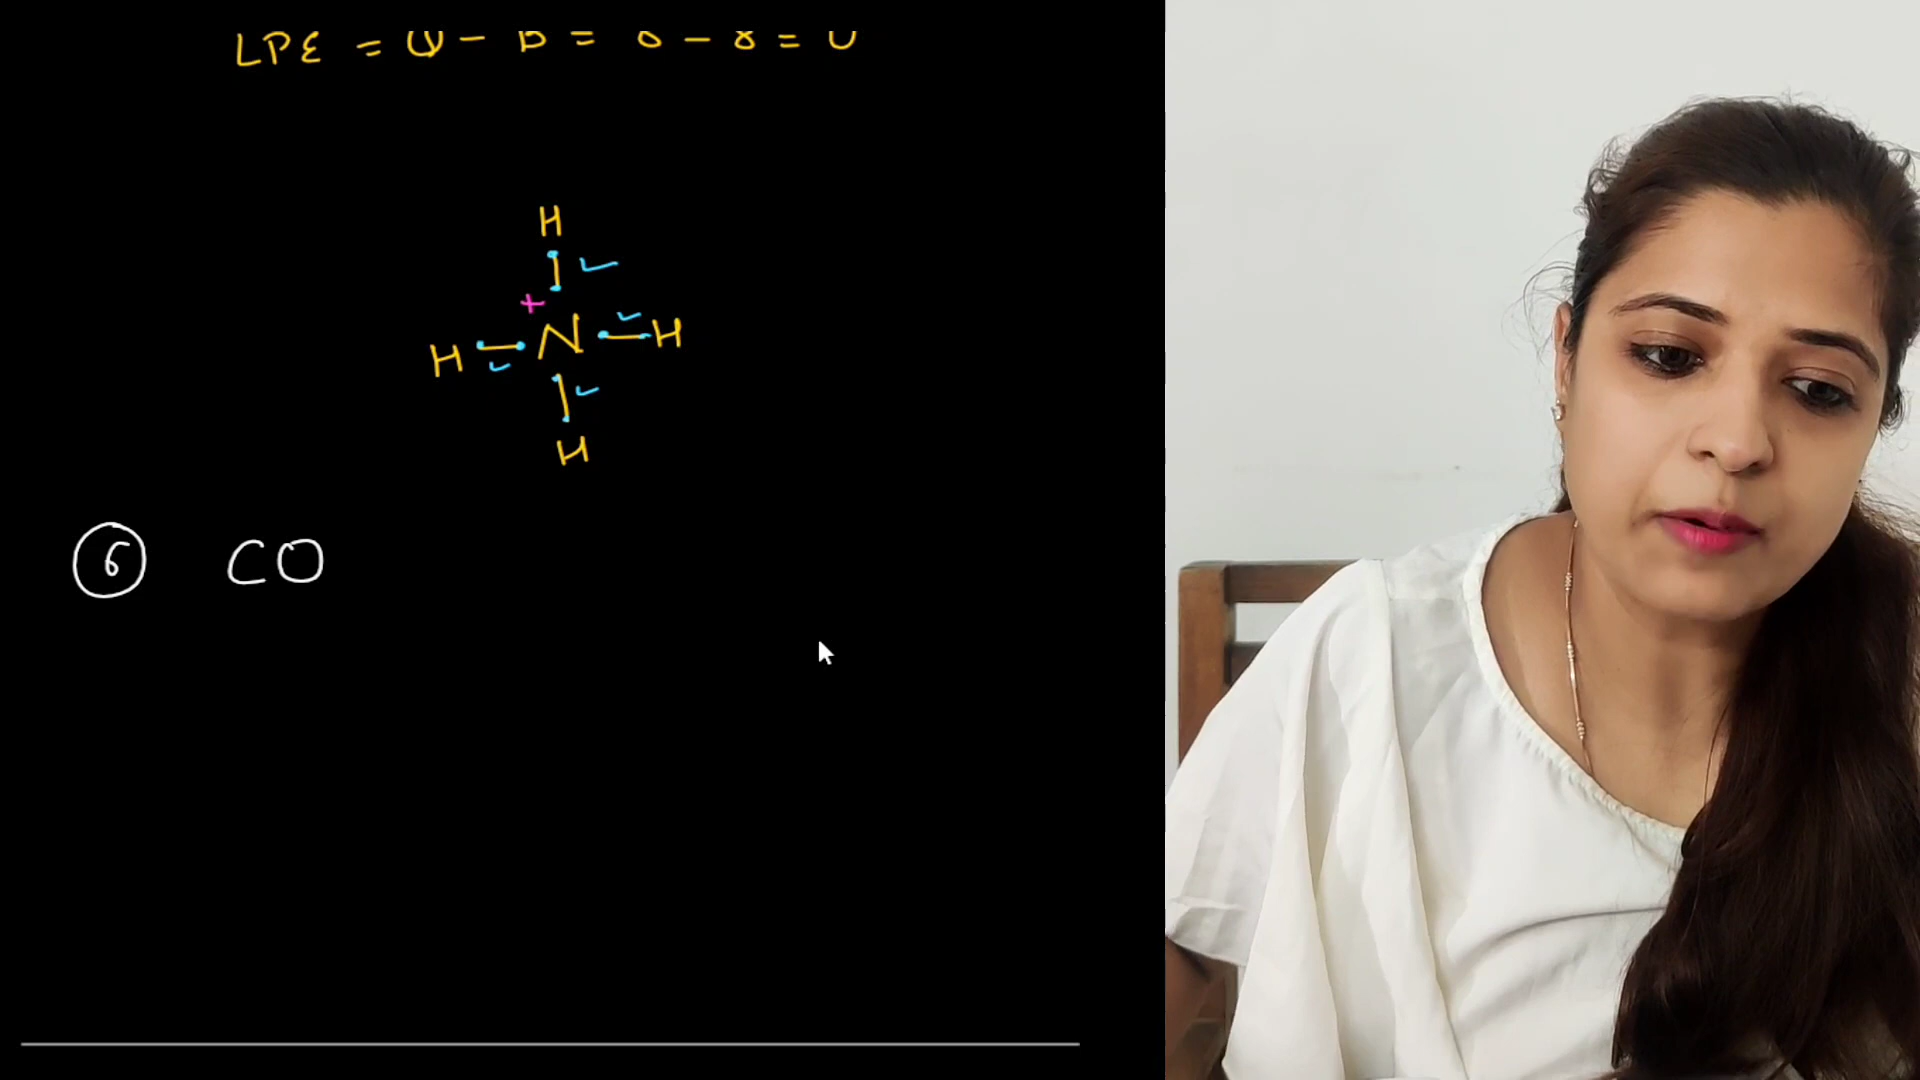 LPE = Q - B = 8 - 8 = 0
H
+
H - N - H
H
6 CO